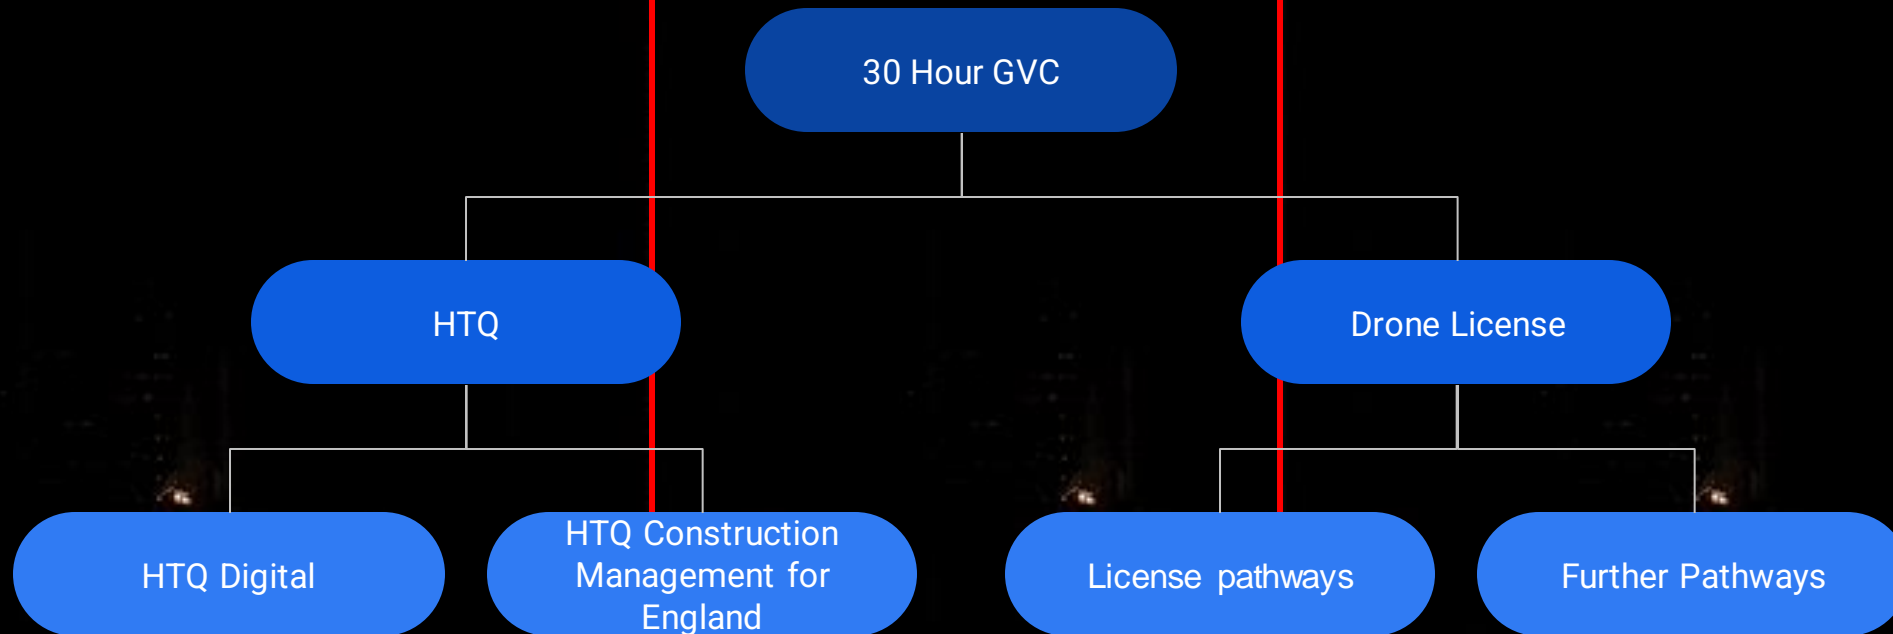 30 Hour GVC
HTQ
Drone License
HTQ Digital
HTQ Construction
Management for
England
License pathways
Further Pathways